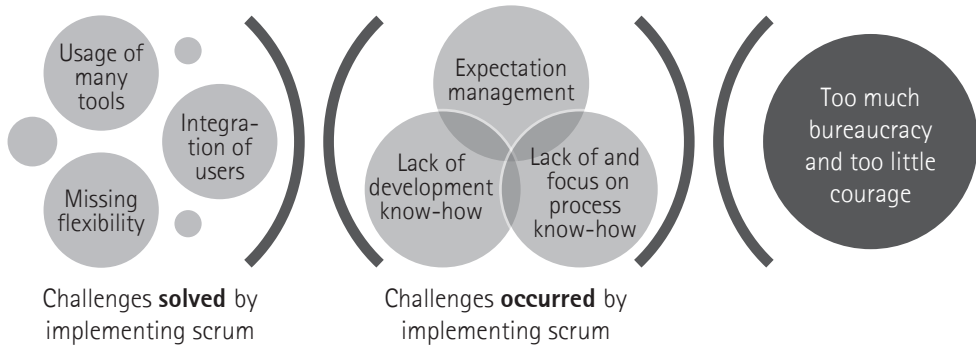 Usage of
many
tools
Integra-
tion of
users
Missing
flexibility
Challenges solved by
implementing scrum
Expectation
management
Lack of
development
know-how
Lack of and
focus on
process
know-how
Challenges occurred by
implementing scrum
Too much
bureaucracy
and too little
courage